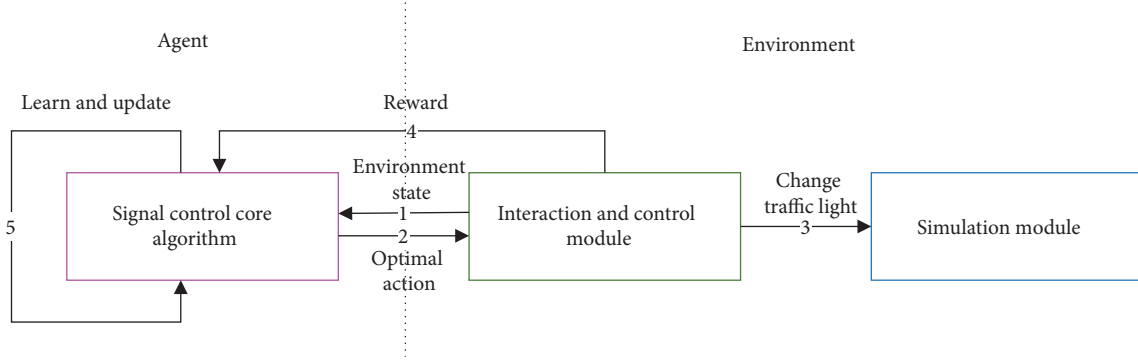 Agent
Environment
Learn and update
Reward
4
Environment
state
1
2
Optimal
action
Change
traffic light
3
5
Signal control core
algorithm
Interaction and control
module
Simulation module